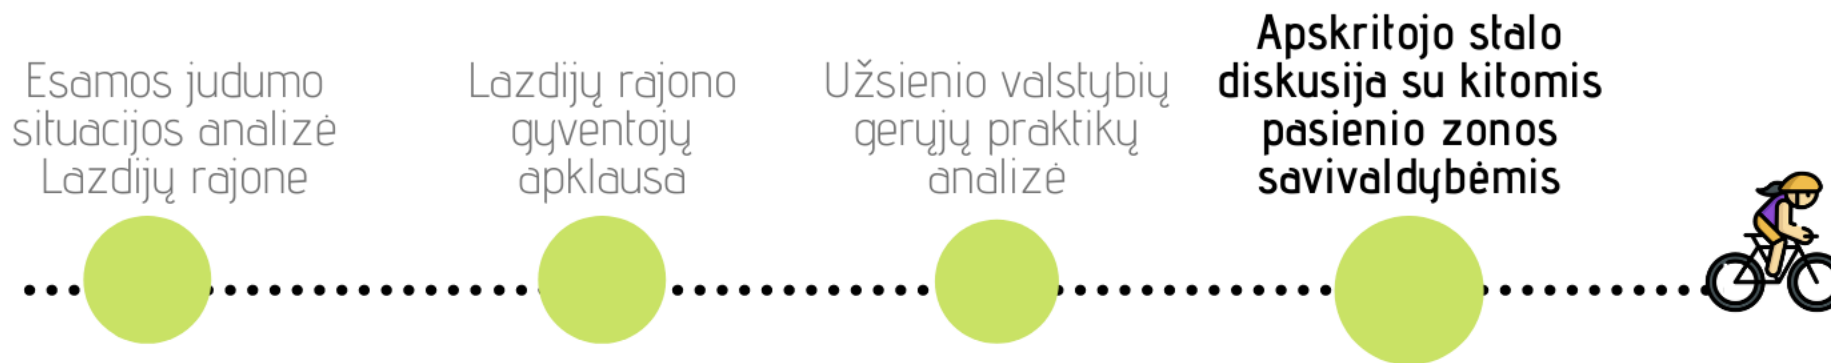 Esamos judumo
situacijos analizė
Lazdijų rajone
Lazdijų rajono
gyventojų
apklausa
Užsienio valstybių
gerųjų praktikų
analizė
Apskritojo stalo
diskusija su kitomis
pasienio zonos
savivaldybėmis